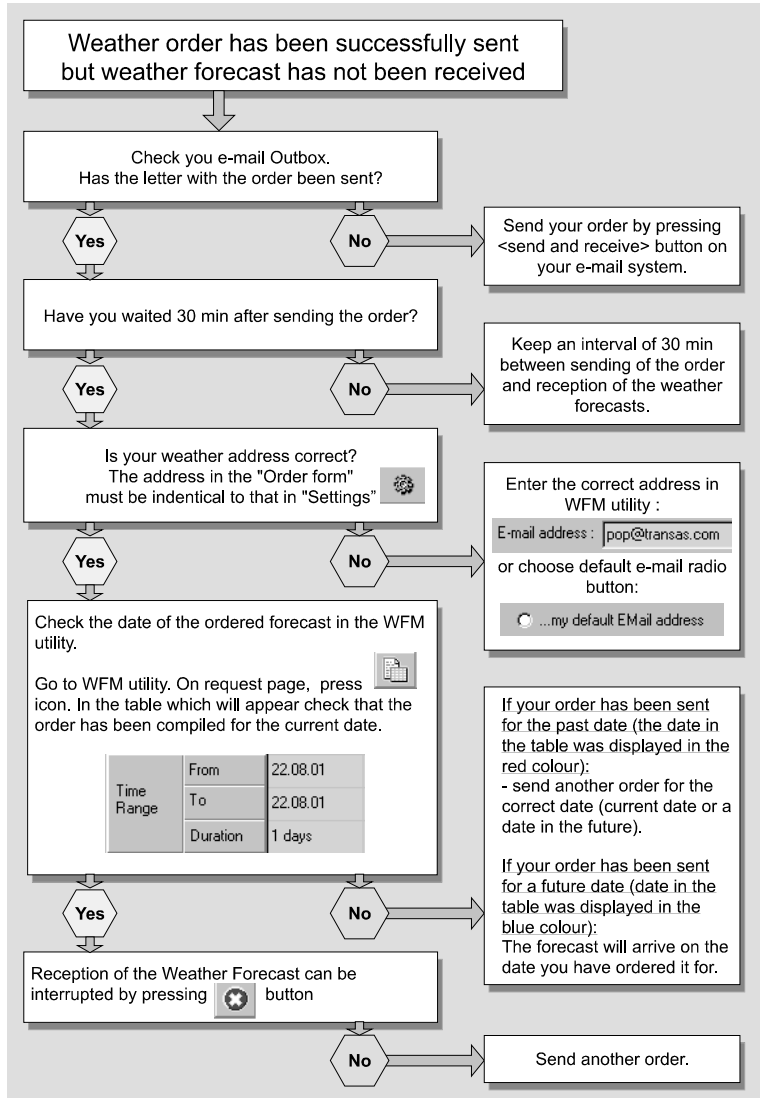 Weather order has been successfully sent
but weather forecast has not been received
Check you e-mail Outbox.
Has the letter with the order been sent?
Yes
No
Send your order by pressing
<send and receive> button on
your e-mail system.
Have you waited 30 min after sending the order?
Yes
No
Keep an interval of 30 min
between sending of the order
and reception of the weather
forecasts.
Is your weather address correct?
The address in the "Order form"
must be indentical to that in "Settings"
Yes
No
Enter the correct address in
WFM utility :
E-mail address : pop@transas.com
or choose default e-mail radio
button:
...my default EMail address
Check the date of the ordered forecast in the WFM
utility.
Go to WFM utility. On request page, press
icon. In the table which will appear check that the
order has been compiled for the current date.
Time
Range
From 22.08.01
To 22.08.01
Duration 1 days
Yes
No
If your order has been sent
for the past date (the date in
the table was displayed in the
red colour):
- send another order for the
correct date (current date or a
date in the future).
If your order has been sent
for a future date (date in the
table was displayed in the
blue colour):
The forecast will arrive on the
date you have ordered it for.
Reception of the Weather Forecast can be
interrupted by pressing button
No
Send another order.